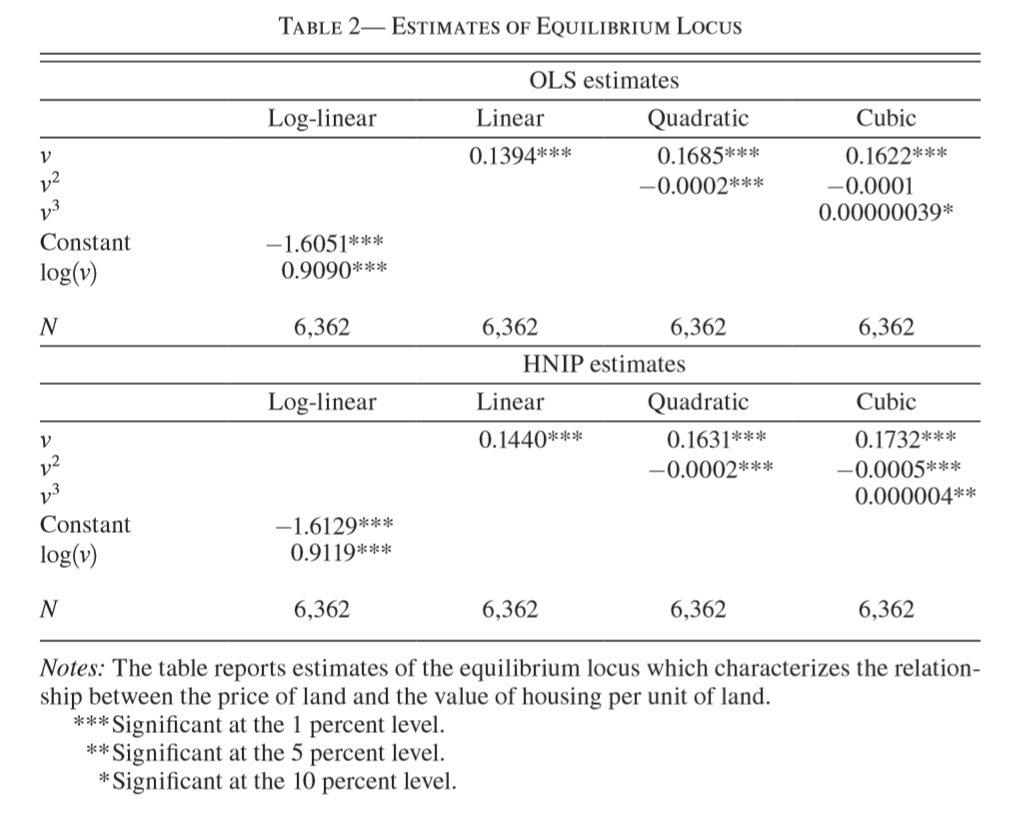 TABLE 2— ESTIMATES OF EQUILIBRIUM LOCUS
OLS estimates
Log-linear Linear Quadratic Cubic
v 0.1394*** 0.1685*** 0.1622***
v² −0.0002*** −0.0001
v³ 0.00000039*
Constant −1.6051***
log(v) 0.9090***
N 6,362 6,362 6,362 6,362
HNIP estimates
Log-linear Linear Quadratic Cubic
v 0.1440*** 0.1631*** 0.1732***
v² −0.0002*** −0.0005***
v³ 0.000004**
Constant −1.6129***
log(v) 0.9119***
N 6,362 6,362 6,362 6,362
Notes: The table reports estimates of the equilibrium locus which characterizes the relation-
ship between the price of land and the value of housing per unit of land.
***Significant at the 1 percent level.
**Significant at the 5 percent level.
*Significant at the 10 percent level.